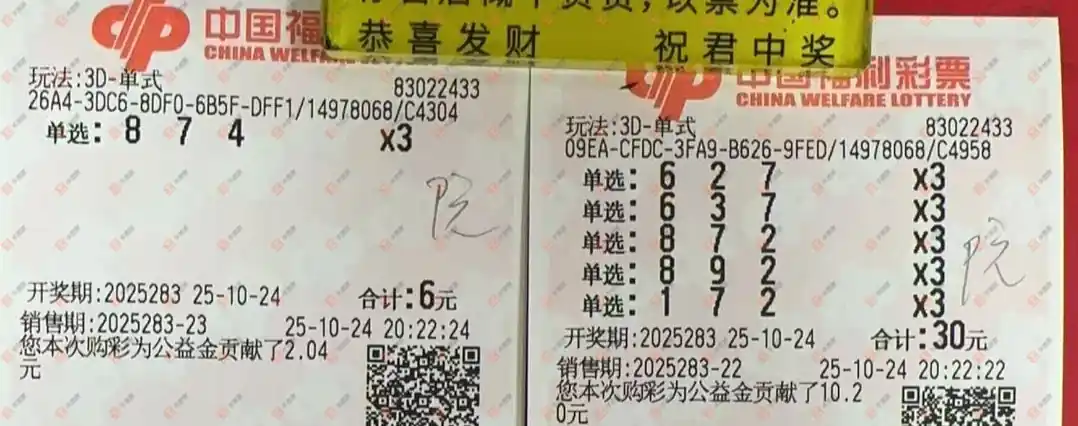 恭喜发财 祝君中奖
中国福
CHINA WELFA
玩法:3D-单式 83022433
26A4-3DC6-8DF0-6B5F-DFF1/14978068/C4304
单选: 8 7 4 x3
院
开奖期:2025283 25-10-24 合计:6元
销售期:2025283-23 25-10-24 20:22:24
您本次购彩为公益金贡献了2.04
元
中国福利彩票
CHINA WELFARE LOTTERY
玩法:3D-单式 83022433
09EA-CFDC-3FA9-B626-9FED/14978068/C4958
单选: 6 2 7 x3
单选: 6 3 7 x3
单选: 8 7 2 x3
单选: 8 9 2 x3
单选: 1 7 2 x3
院
开奖期:2025283 25-10-24 合计:30元
销售期:2025283-22 25-10-24 20:22:22
您本次购彩为公益金贡献了10.2
0元